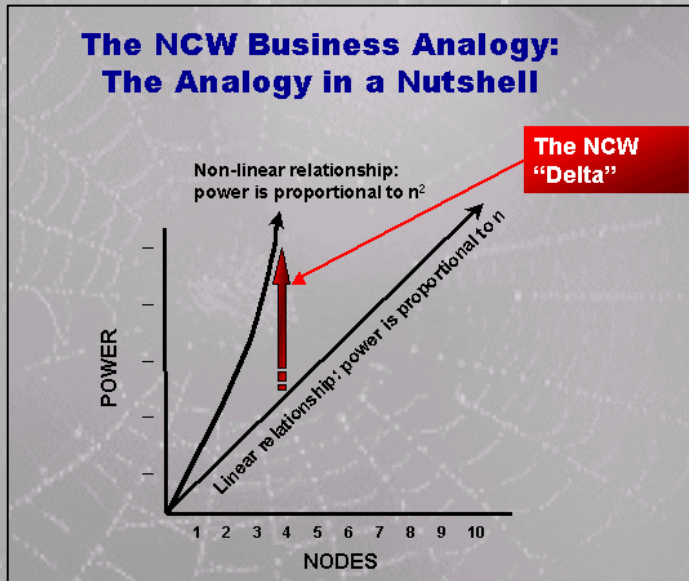 The NCW Business Analogy:
The Analogy in a Nutshell
The NCW
“Delta”
Non-linear relationship:
power is proportional to n²
Linear relationship: power is proportional to n
POWER
1 2 3 4 5 6 7 8 9 10
NODES